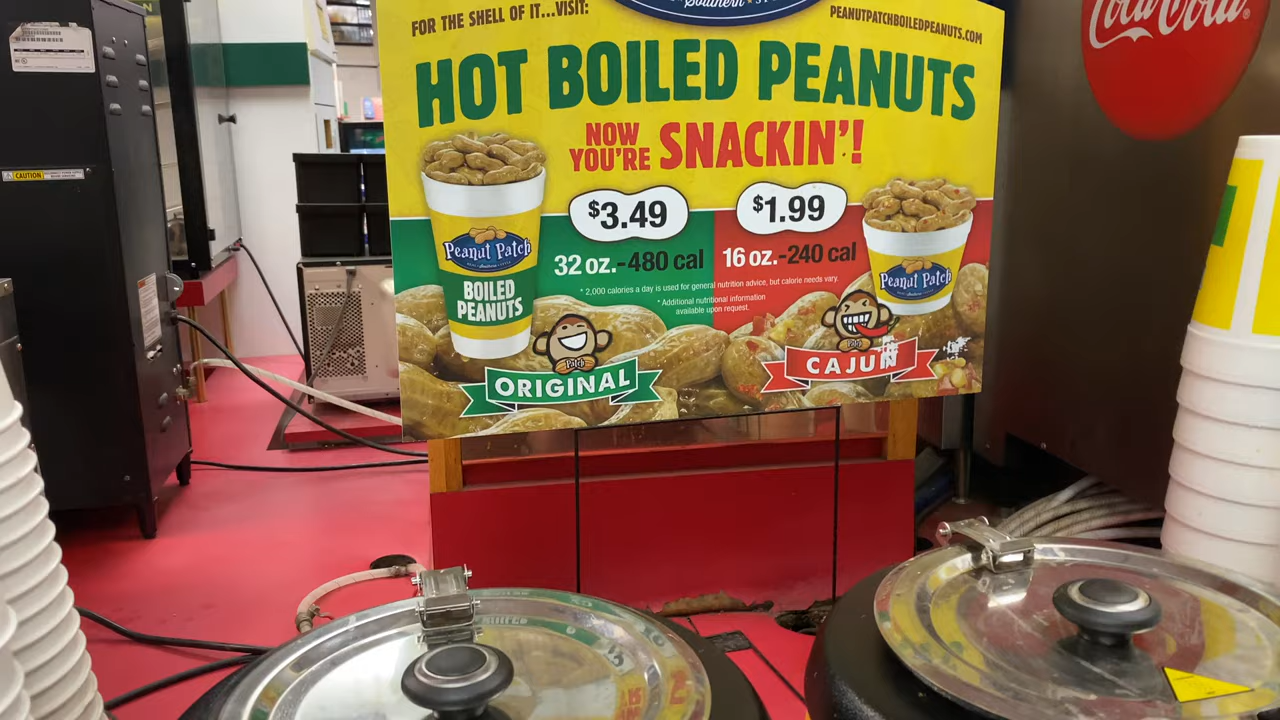 FOR THE SHELL OF IT...VISIT:
Southern
PEANUTPATCHBOILEDPEANUTS.COM
HOT BOILED PEANUTS
NOW
YOU'RE SNACKIN'!
$3.49
$1.99
32 oz.-480 cal
16 oz.-240 cal
* 2,000 calories a day is used for general nutrition advice, but calorie needs vary.
* Additional nutritional information
available upon request.
Peanut Patch
BOILED
PEANUTS
Peanut Patch
Patch
ORIGINAL
Patch
CAJUN
Coca-Cola
CAUTION